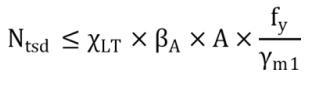 N_tsd ≤ χ_LT × β_A × A × f_y / γ_m1